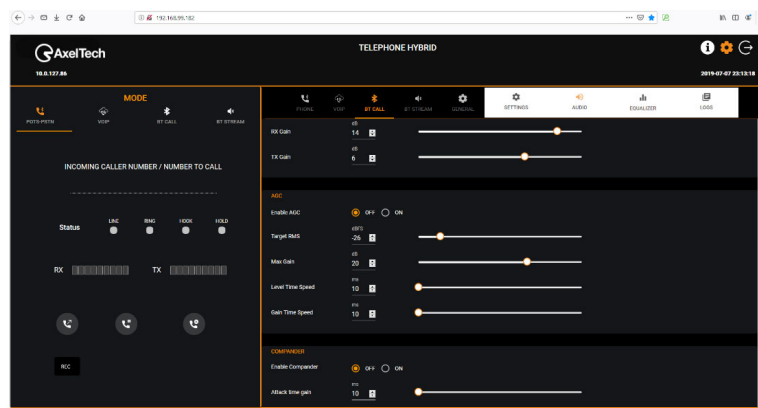 192.168.99.182
AxelTech
TELEPHONE HYBRID
10.0.127.86
2019-07-07 23:13:18
MODE
POTS-PSTN VOIP BT CALL BT STREAM
INCOMING CALLER NUMBER / NUMBER TO CALL
Status LINE RING HOOK HOLD
RX TX
REC
PHONE VOIP BT CALL BT STREAM GENERAL SETTINGS AUDIO EQUALIZER LOGS
dB
RX Gain 14
dB
TX Gain 6
AGC
Enable AGC OFF ON
dBFS
Target RMS -26
dB
Max Gain 20
ms
Level Time Speed 10
ms
Gain Time Speed 10
COMPANDER
Enable Compander OFF ON
ms
Attack time gain 10